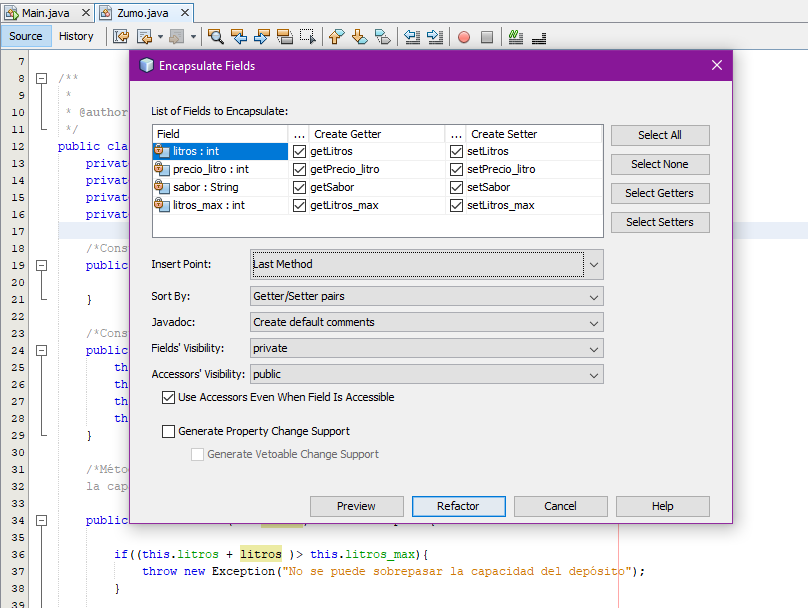 Main.java
Zumo.java
Source
History
Encapsulate Fields
List of Fields to Encapsulate:
Field ... Create Getter ... Create Setter
litros : int getLitros setLitros
precio_litro : int getPrecio_litro setPrecio_litro
sabor : String getSabor setSabor
litros_max : int getLitros_max setLitros_max
Select All
Select None
Select Getters
Select Setters
Insert Point: Last Method
Sort By: Getter/Setter pairs
Javadoc: Create default comments
Fields' Visibility: private
Accessors' Visibility: public
Use Accessors Even When Field Is Accessible
Generate Property Change Support
Generate Vetoable Change Support
Preview Refactor Cancel Help
7
8 /**
9 *
10 * @author
11 */
12 public cla
13 privat
14 privat
15 privat
16 privat
17
18 /*Cons
19 public
20
21 }
22
23 /*Cons
24 public
25 th
26 th
27 th
28 th
29 }
30
31 /*Méto
32 la cap
33
34 public
35
36 if((this.litros + litros )> this.litros_max){
37 throw new Exception("No se puede sobrepasar la capacidad del depósito");
38 }
39